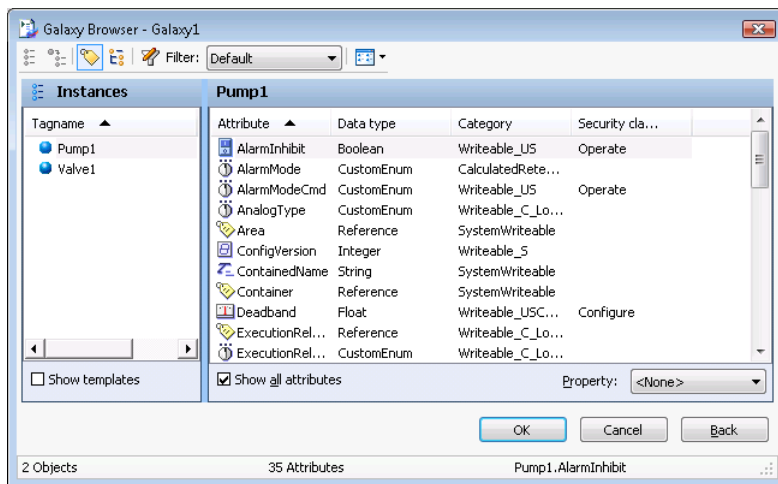 Galaxy Browser - Galaxy1
Filter: Default
Instances
Pump1
Tagname
Attribute Data type Category Security cla...
Pump1
Valve1
AlarmInhibit Boolean Writeable_US Operate
AlarmMode CustomEnum CalculatedRete...
AlarmModeCmd CustomEnum Writeable_US Operate
AnalogType CustomEnum Writeable_C_Lo...
Area Reference SystemWriteable
ConfigVersion Integer Writeable_S
ContainedName String SystemWriteable
Container Reference SystemWriteable
Deadband Float Writeable_USC... Configure
ExecutionRel... Reference Writeable_C_Lo...
ExecutionRel... CustomEnum Writeable_C_Lo...
Show templates
Show all attributes
Property: <None>
OK Cancel Back
2 Objects 35 Attributes Pump1.AlarmInhibit